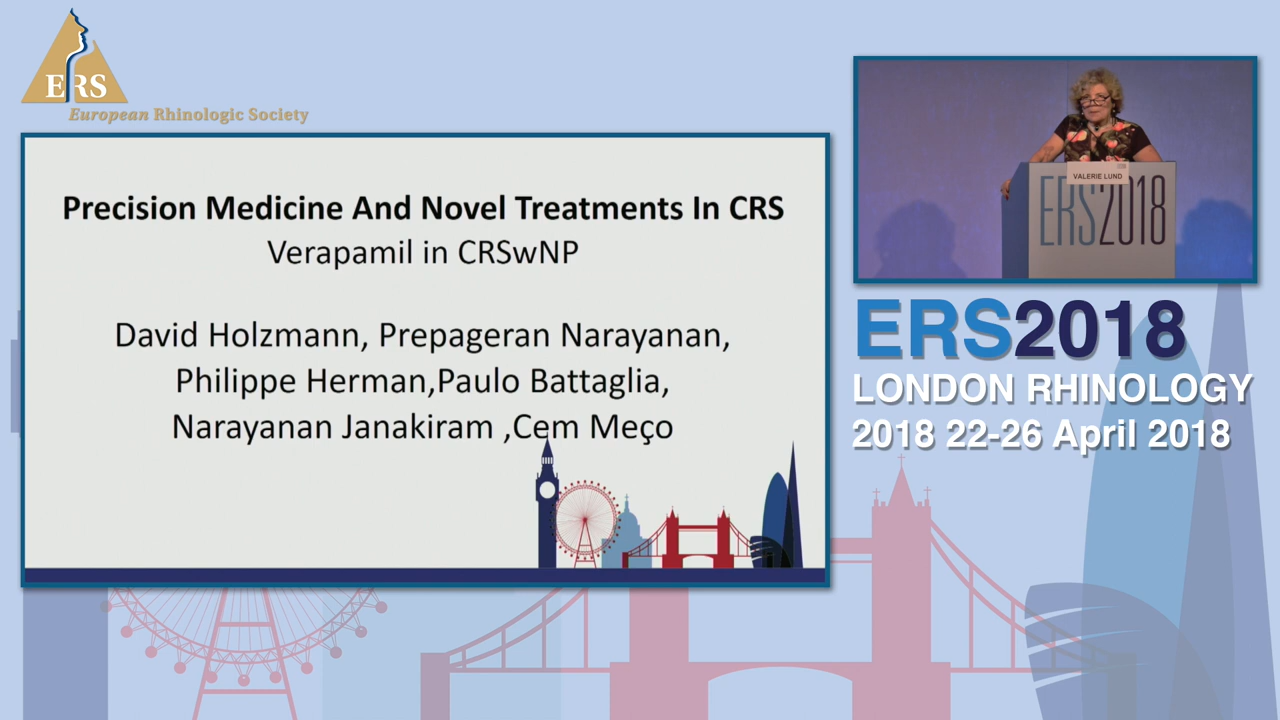 ERS
European Rhinologic Society
Precision Medicine And Novel Treatments In CRS
Verapamil in CRSwNP
David Holzmann, Prepageran Narayanan,
Philippe Herman,Paulo Battaglia,
Narayanan Janakiram ,Cem Meço
VALERIE LUND
ERS2018
ERS2018
LONDON RHINOLOGY
2018 22-26 April 2018